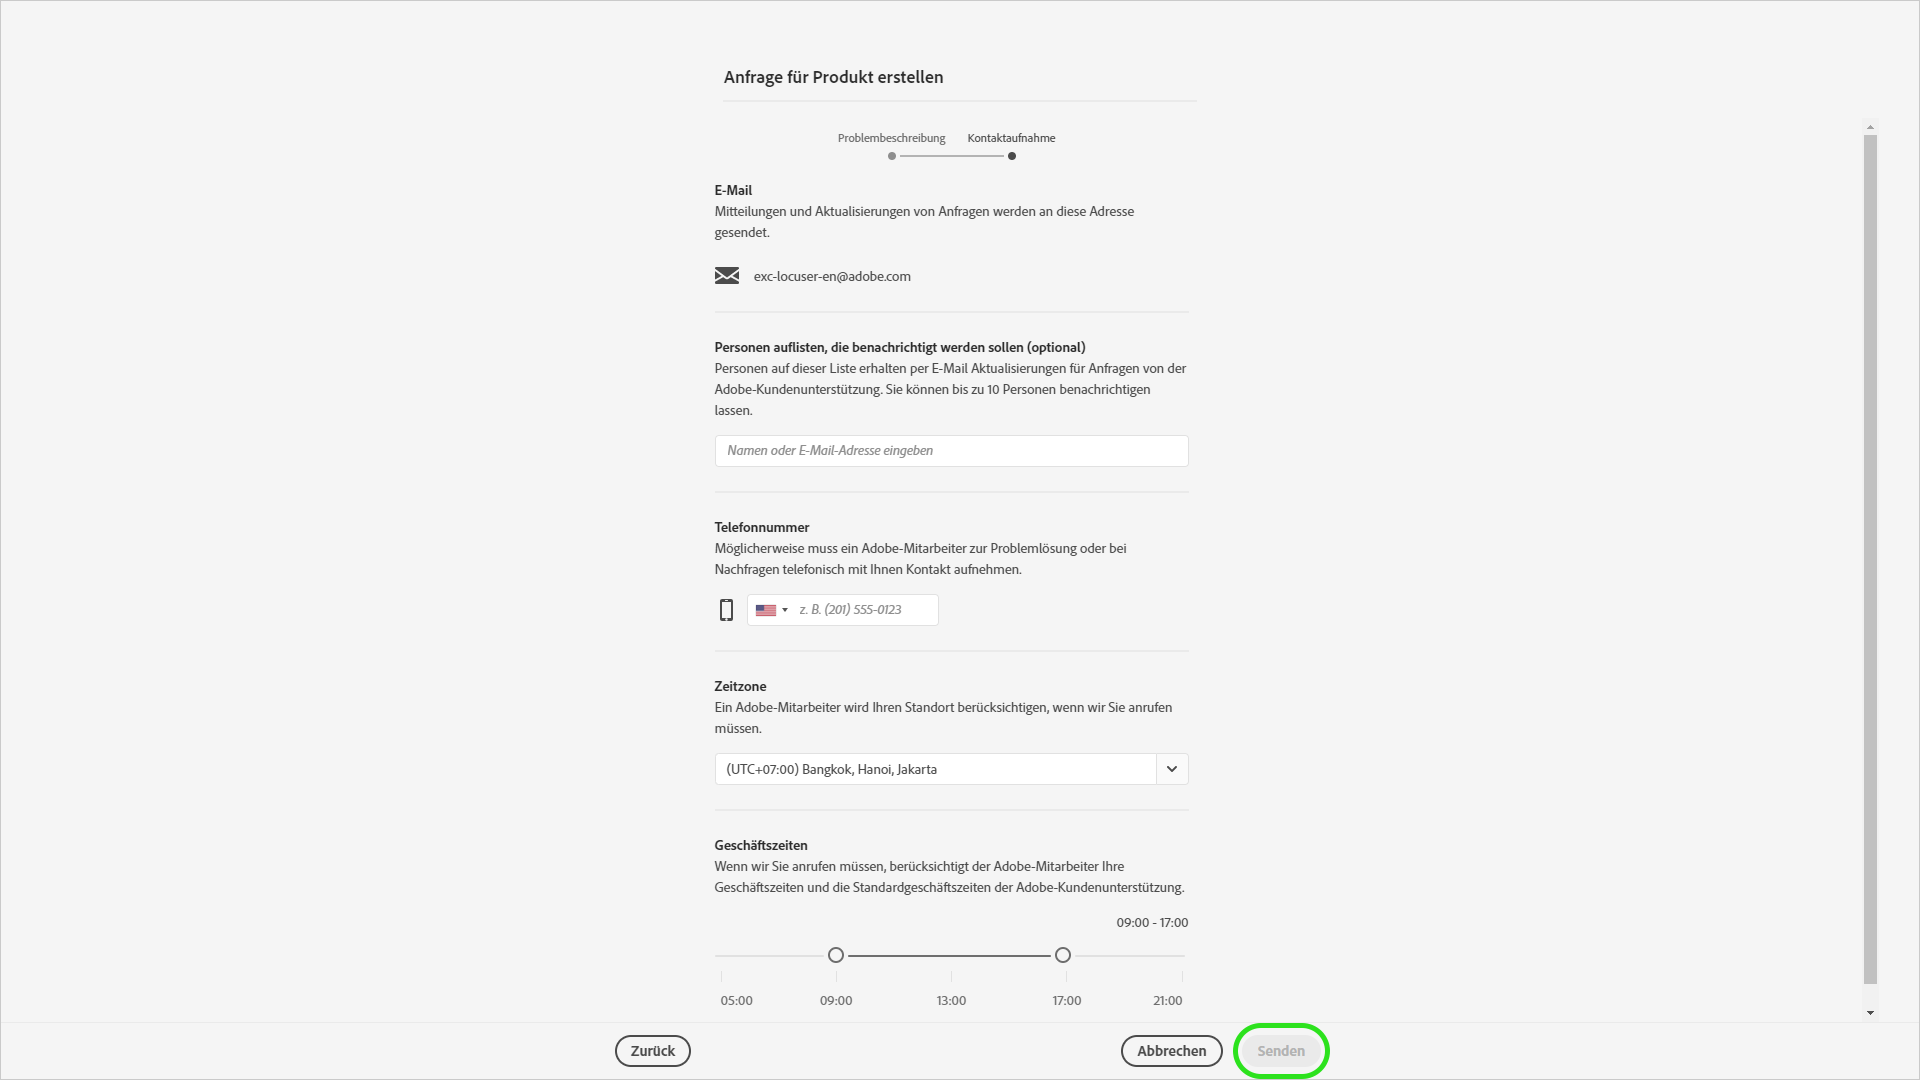 Anfrage für Produkt erstellen
Problembeschreibung Kontaktaufnahme
E-Mail
Mitteilungen und Aktualisierungen von Anfragen werden an diese Adresse
gesendet.
exc-locuser-en@adobe.com
Personen auflisten, die benachrichtigt werden sollen (optional)
Personen auf dieser Liste erhalten per E-Mail Aktualisierungen für Anfragen von der
Adobe-Kundenunterstützung. Sie können bis zu 10 Personen benachrichtigen
lassen.
Namen oder E-Mail-Adresse eingeben
Telefonnummer
Möglicherweise muss ein Adobe-Mitarbeiter zur Problemlösung oder bei
Nachfragen telefonisch mit Ihnen Kontakt aufnehmen.
z. B. (201) 555-0123
Zeitzone
Ein Adobe-Mitarbeiter wird Ihren Standort berücksichtigen, wenn wir Sie anrufen
müssen.
(UTC+07:00) Bangkok, Hanoi, Jakarta
Geschäftszeiten
Wenn wir Sie anrufen müssen, berücksichtigt der Adobe-Mitarbeiter Ihre
Geschäftszeiten und die Standardgeschäftszeiten der Adobe-Kundenunterstützung.
09:00 - 17:00
05:00 09:00 13:00 17:00 21:00
Zurück Abbrechen Senden